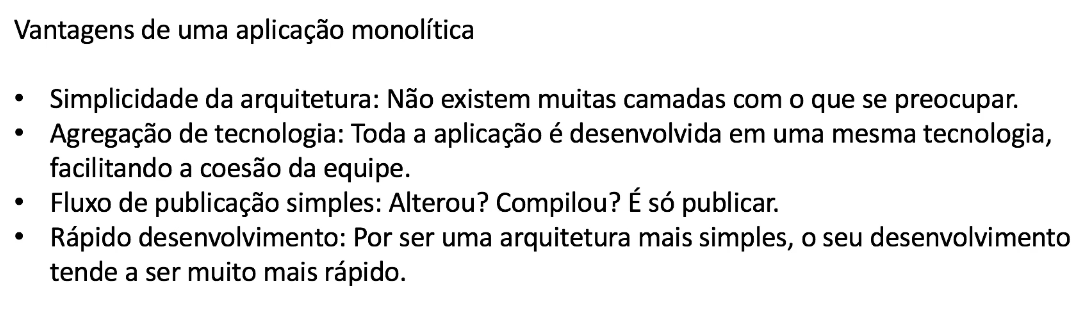 Vantagens de uma aplicação monolítica
• Simplicidade da arquitetura: Não existem muitas camadas com o que se preocupar.
• Agregação de tecnologia: Toda a aplicação é desenvolvida em uma mesma tecnologia,
facilitando a coesão da equipe.
• Fluxo de publicação simples: Alterou? Compilou? É só publicar.
• Rápido desenvolvimento: Por ser uma arquitetura mais simples, o seu desenvolvimento
tende a ser muito mais rápido.